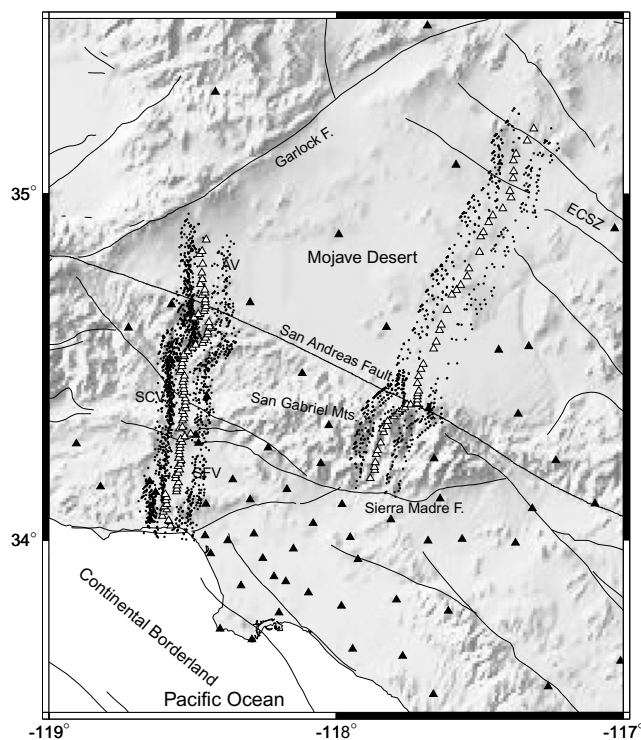 Garlock F.
35°
ECSZ
Mojave Desert
AV
San Andreas Fault
SCV
San Gabriel Mts
SFV
Sierra Madre F.
34°
Continental Borderland
Pacific Ocean
-119°
-118°
-117°